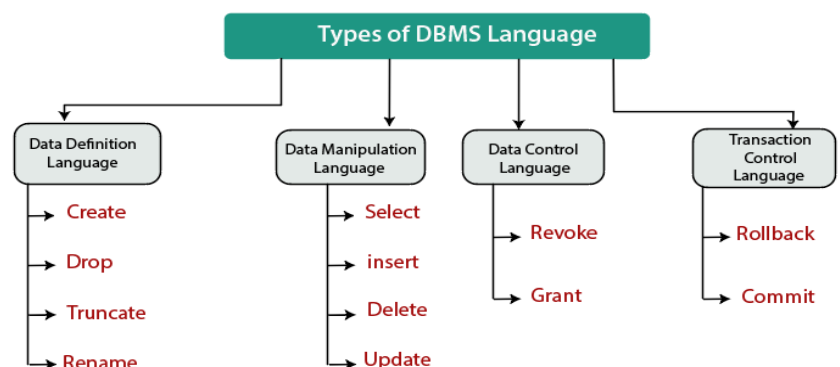 Types of DBMS Language
Data Definition
Language
Create
Drop
Truncate
Rename
Data Manipulation
Language
Select
insert
Delete
Update
Data Control
Language
Revoke
Grant
Transaction
Control
Language
Rollback
Commit